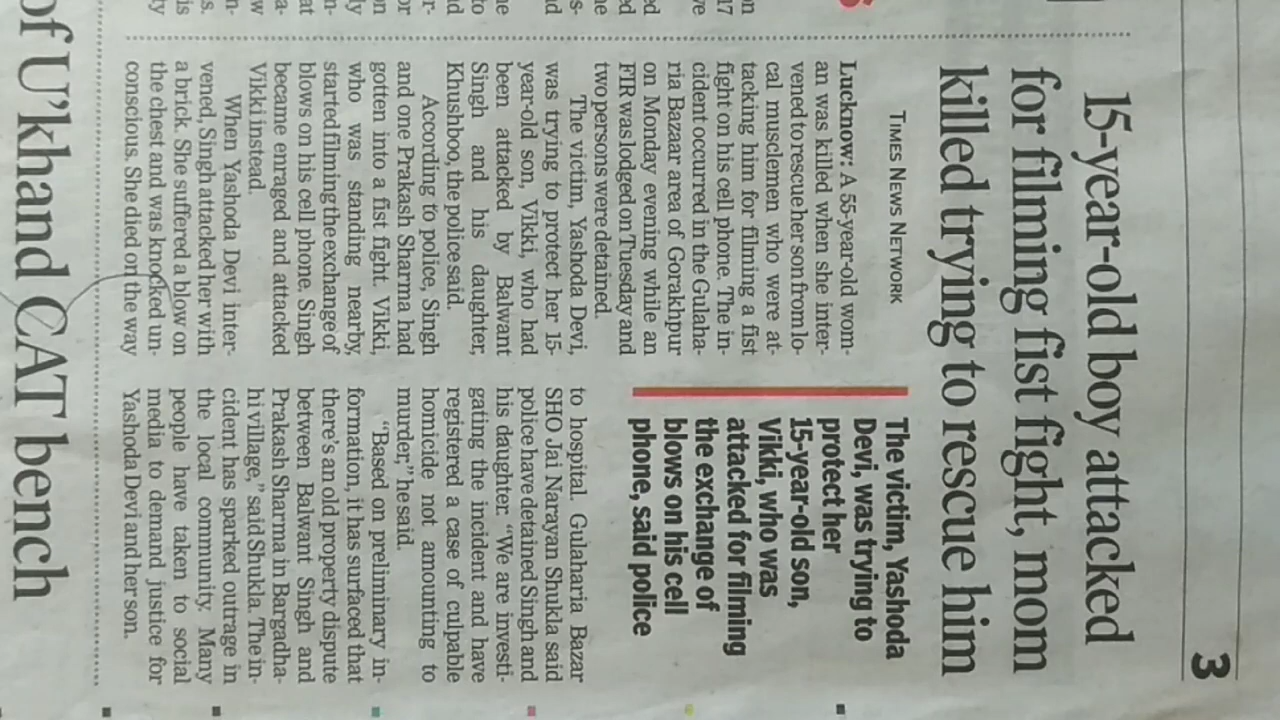 3
15-year-old boy attacked
for filming fist fight, mom
killed trying to rescue him
TIMES NEWS NETWORK
Lucknow: A 55-year-old wom-
an was killed when she inter-
vened to rescue her son from lo-
cal musclemen who were at-
tacking him for filming a fist
fight on his cell phone. The in-
cident occurred in the Gulaha-
ria Bazaar area of Gorakhpur
on Monday evening while an
FIR was lodged on Tuesday and
two persons were detained.
The victim, Yashoda Devi,
was trying to protect her 15-
year-old son, Vikki, who had
been attacked by Balwant
Singh and his daughter,
Khushboo, the police said.
According to police, Singh
and one Prakash Sharma had
gotten into a fist fight. Vikki,
who was standing nearby,
started filming the exchange of
blows on his cell phone. Singh
became enraged and attacked
Vikki instead.
When Yashoda Devi inter-
vened, Singh attacked her with
a brick. She suffered a blow on
the chest and was knocked un-
conscious. She died on the way
The victim, Yashoda
Devi, was trying to
protect her
15-year-old son,
Vikki, who was
attacked for filming
the exchange of
blows on his cell
phone, said police
to hospital. Gulaharia Bazar
SHO Jai Narayan Shukla said
police have detained Singh and
his daughter. “We are investi-
gating the incident and have
registered a case of culpable
homicide not amounting to
murder,” he said.
“Based on preliminary in-
formation, it has surfaced that
there's an old property dispute
between Balwant Singh and
Prakash Sharma in Bargadha-
hi village,” said Shukla. The in-
cident has sparked outrage in
the local community. Many
people have taken to social
media to demand justice for
Yashoda Devi and her son.
of U'khand CAT bench